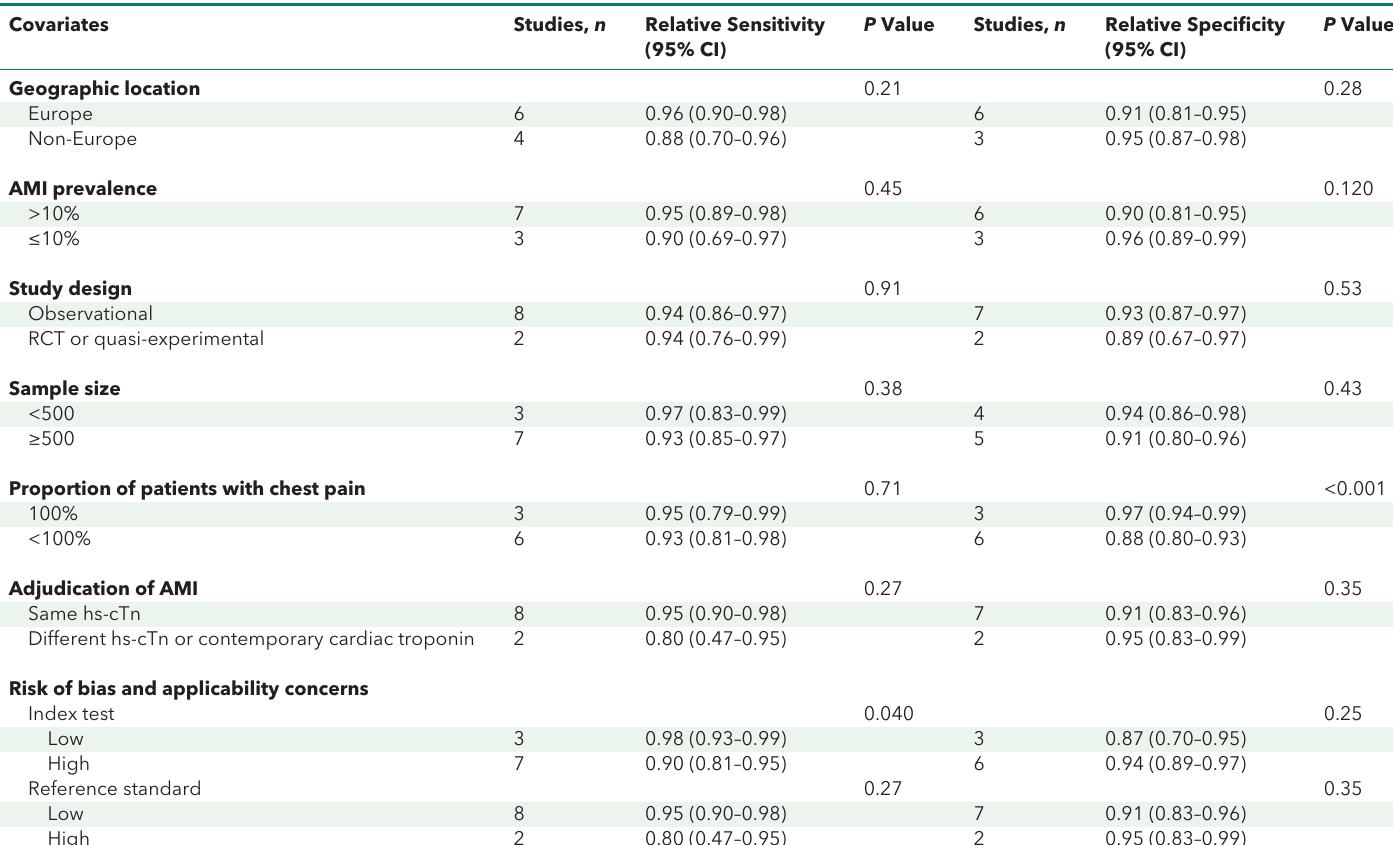 Covariates Studies, n Relative Sensitivity (95% CI) P Value Studies, n Relative Specificity (95% CI) P Value
Geographic location 0.21 0.28
Europe 6 0.96 (0.90–0.98) 6 0.91 (0.81–0.95)
Non-Europe 4 0.88 (0.70–0.96) 3 0.95 (0.87–0.98)
AMI prevalence 0.45 0.120
>10% 7 0.95 (0.89–0.98) 6 0.90 (0.81–0.95)
≤10% 3 0.90 (0.69–0.97) 3 0.96 (0.89–0.99)
Study design 0.91 0.53
Observational 8 0.94 (0.86–0.97) 7 0.93 (0.87–0.97)
RCT or quasi-experimental 2 0.94 (0.76–0.99) 2 0.89 (0.67–0.97)
Sample size 0.38 0.43
<500 3 0.97 (0.83–0.99) 4 0.94 (0.86–0.98)
≥500 7 0.93 (0.85–0.97) 5 0.91 (0.80–0.96)
Proportion of patients with chest pain 0.71 <0.001
100% 3 0.95 (0.79–0.99) 3 0.97 (0.94–0.99)
<100% 6 0.93 (0.81–0.98) 6 0.88 (0.80–0.93)
Adjudication of AMI 0.27 0.35
Same hs-cTn 8 0.95 (0.90–0.98) 7 0.91 (0.83–0.96)
Different hs-cTn or contemporary cardiac troponin 2 0.80 (0.47–0.95) 2 0.95 (0.83–0.99)
Risk of bias and applicability concerns
Index test 0.040 0.25
Low 3 0.98 (0.93–0.99) 3 0.87 (0.70–0.95)
High 7 0.90 (0.81–0.95) 6 0.94 (0.89–0.97)
Reference standard 0.27 0.35
Low 8 0.95 (0.90–0.98) 7 0.91 (0.83–0.96)
High 2 0.80 (0.47–0.95) 2 0.95 (0.83–0.99)